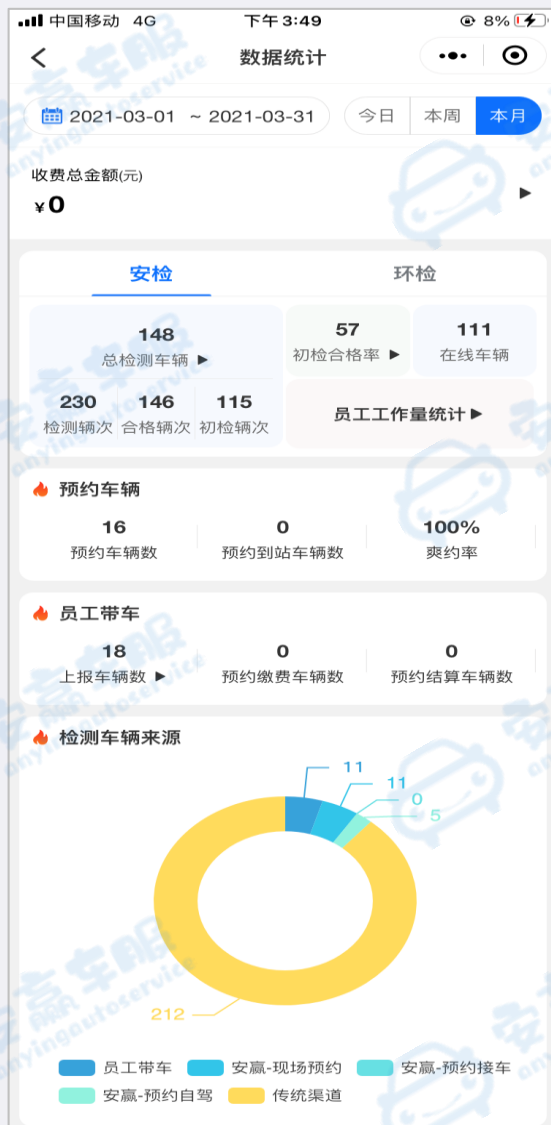 中国移动 4G 下午3:49 8%
数据统计
2021-03-01 ~ 2021-03-31 今日 本周 本月
收费总金额(元)
¥0
安检 环检
148 57 111
总检测车辆 初检合格率 在线车辆
230 146 115
检测辆次 合格辆次 初检辆次
员工工作量统计
预约车辆
16 0 100%
预约车辆数 预约到站车辆数 爽约率
员工带车
18 0 0
上报车辆数 预约缴费车辆数 预约结算车辆数
检测车辆来源
11
11
0
5
212
员工带车 安赢-现场预约 安赢-预约接车
安赢-预约自驾 传统渠道
安赢车服
anyingautoservice